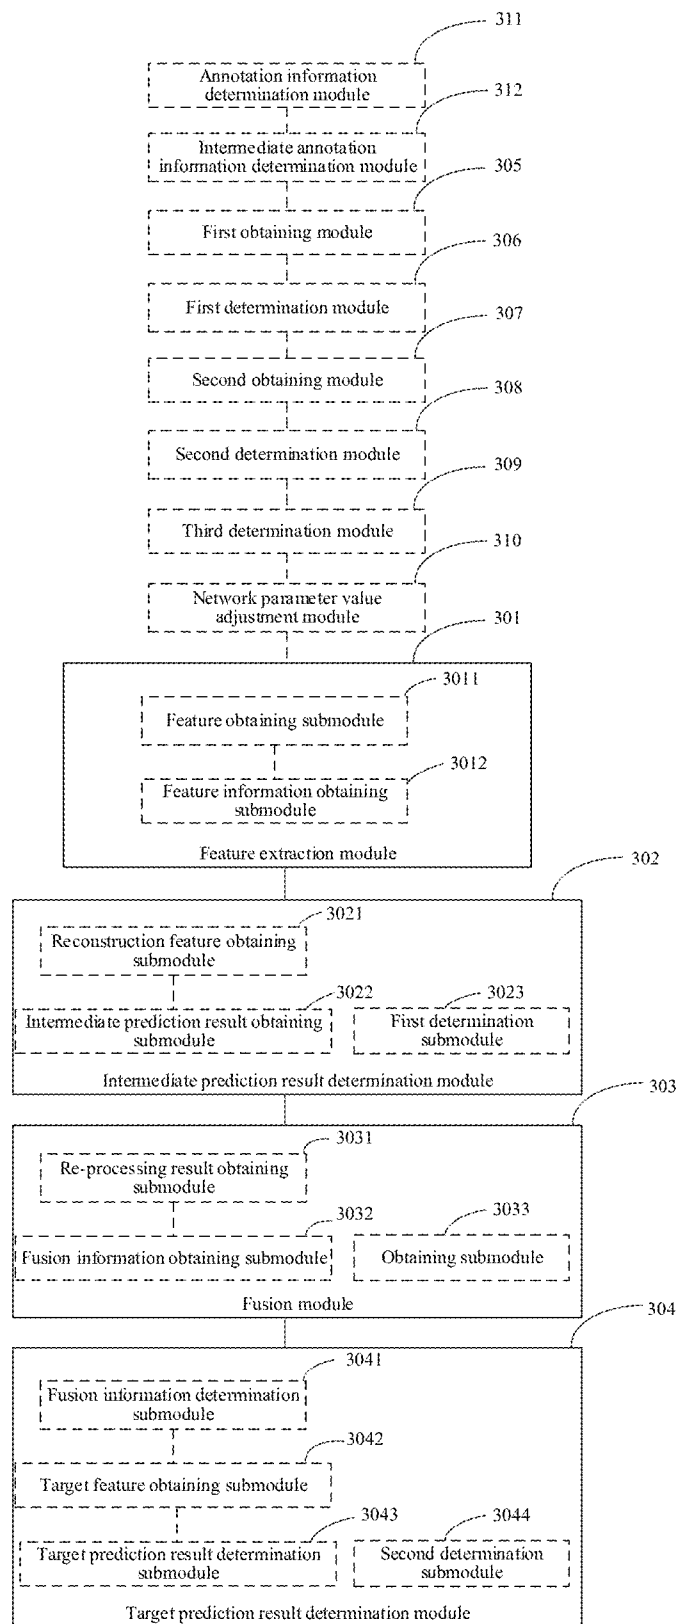 311
Annotation information
determination module
312
Intermediate annotation
information determination module
305
First obtaining module
306
First determination module
307
Second obtaining module
308
Second determination module
309
Third determination module
310
Network parameter value
adjustment module
301
3011
Feature obtaining submodule
3012
Feature information obtaining
submodule
Feature extraction module
302
3021
Reconstruction feature obtaining
submodule
3022
Intermediate prediction result obtaining
submodule
3023
First determination
submodule
Intermediate prediction result determination module
303
3031
Re-processing result obtaining
submodule
3032
Fusion information obtaining submodule
3033
Obtaining submodule
Fusion module
304
3041
Fusion information determination
submodule
3042
Target feature obtaining submodule
3043
Target prediction result determination
submodule
3044
Second determination
submodule
Target prediction result determination module